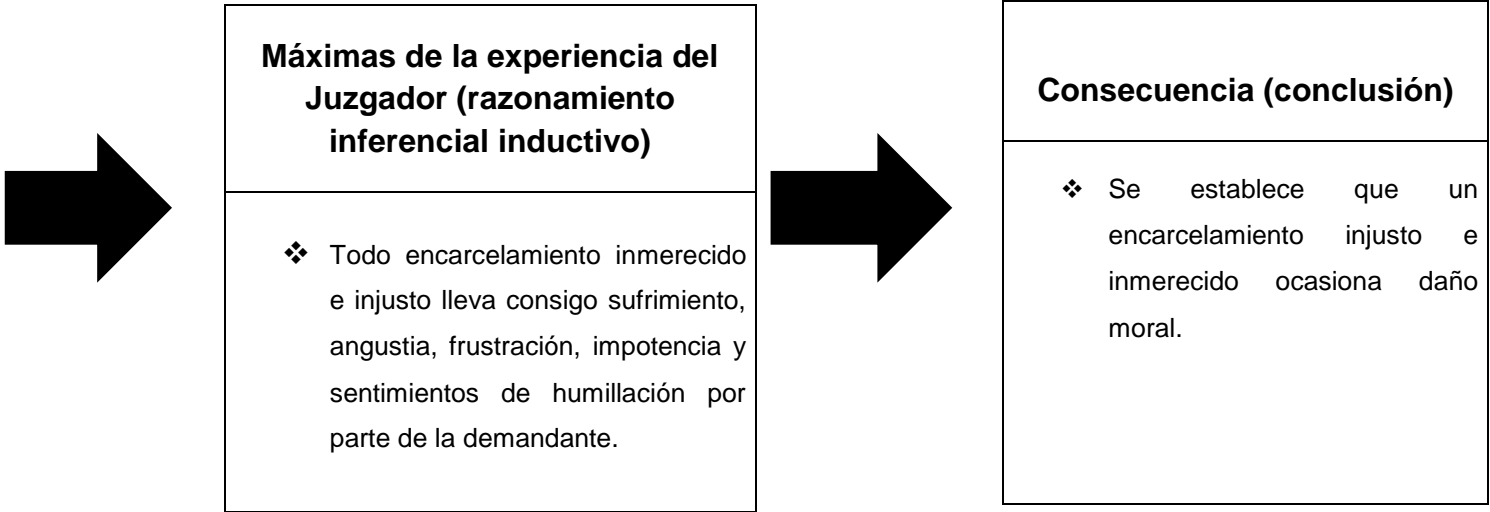 Máximas de la experiencia del
Juzgador (razonamiento
inferencial inductivo)
❖ Todo encarcelamiento inmerecido
e injusto lleva consigo sufrimiento,
angustia, frustración, impotencia y
sentimientos de humillación por
parte de la demandante.
Consecuencia (conclusión)
❖ Se establece que un
encarcelamiento injusto e
inmerecido ocasiona daño
moral.